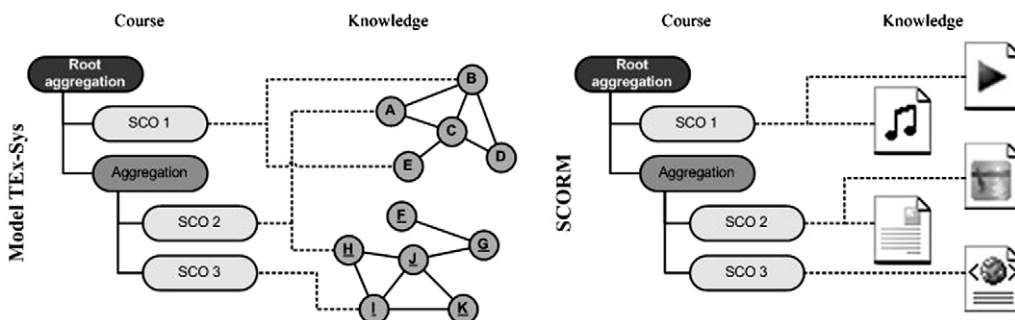 Model TEx-Sys
Course
Knowledge
Root
aggregation
SCO 1
Aggregation
SCO 2
SCO 3
B
A
C
D
E
F
G
H
J
I
K
SCORM
Course
Knowledge
Root
aggregation
SCO 1
Aggregation
SCO 2
SCO 3